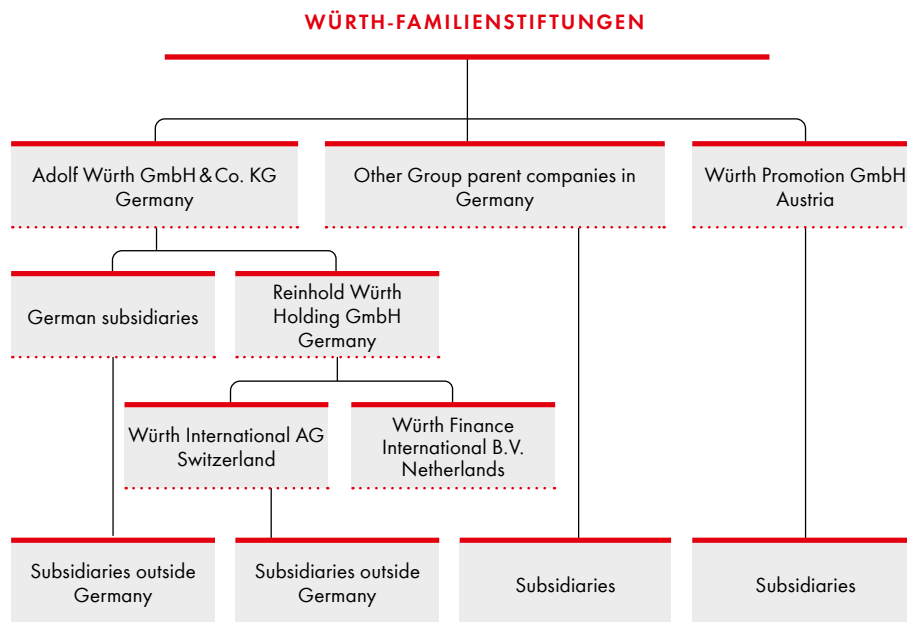 WÜRTH-FAMILIENSTIFTUNGEN
Adolf Würth GmbH & Co. KG
Germany
Other Group parent companies in
Germany
Würth Promotion GmbH
Austria
German subsidiaries
Reinhold Würth
Holding GmbH
Germany
Würth International AG
Switzerland
Würth Finance
International B.V.
Netherlands
Subsidiaries outside
Germany
Subsidiaries outside
Germany
Subsidiaries
Subsidiaries